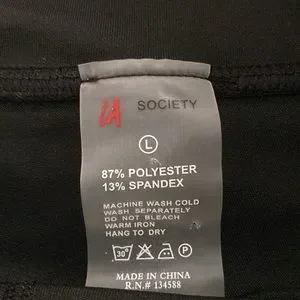 LA SOCIETY
L
87% POLYESTER
13% SPANDEX
MACHINE WASH COLD
WASH SEPARATELY
DO NOT BLEACH
WARM IRON
HANG TO DRY
30° P
MADE IN CHINA
R.N.# 134588